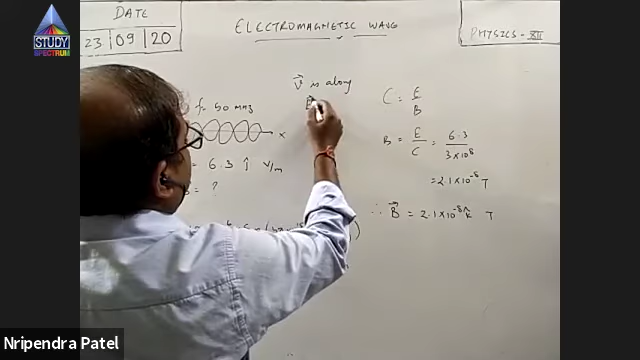 STUDY
SPECTRUM
DATE
23 | 09 | 20
ELECTROMAGNETIC WAVE
PHYSICS - XII
f = 50 MHz
x
= 6.3 ĵ V/m
= ?
V⃗ is along
C = E/B
B = E/C = 6.3/3×10⁸
= 2.1×10⁻⁸ T
∴ B⃗ = 2.1×10⁻⁸ k̂ T
Nripendra Patel